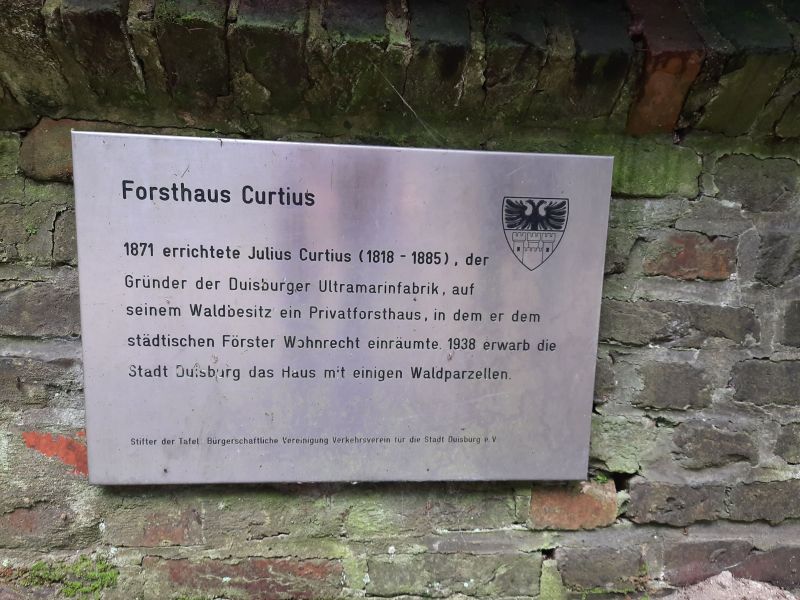 Forsthaus Curtius
1871 errichtete Julius Curtius (1818 - 1885), der
Gründer der Duisburger Ultramarinfabrik, auf
seinem Waldbesitz ein Privatforsthaus, in dem er dem
städtischen Förster Wohnrecht einräumte. 1938 erwarb die
Stadt Duisburg das Haus mit einigen Waldparzellen.
Stifter der Tafel: Bürgerschaftliche Vereinigung Verkehrsverein für die Stadt Duisburg e.V.